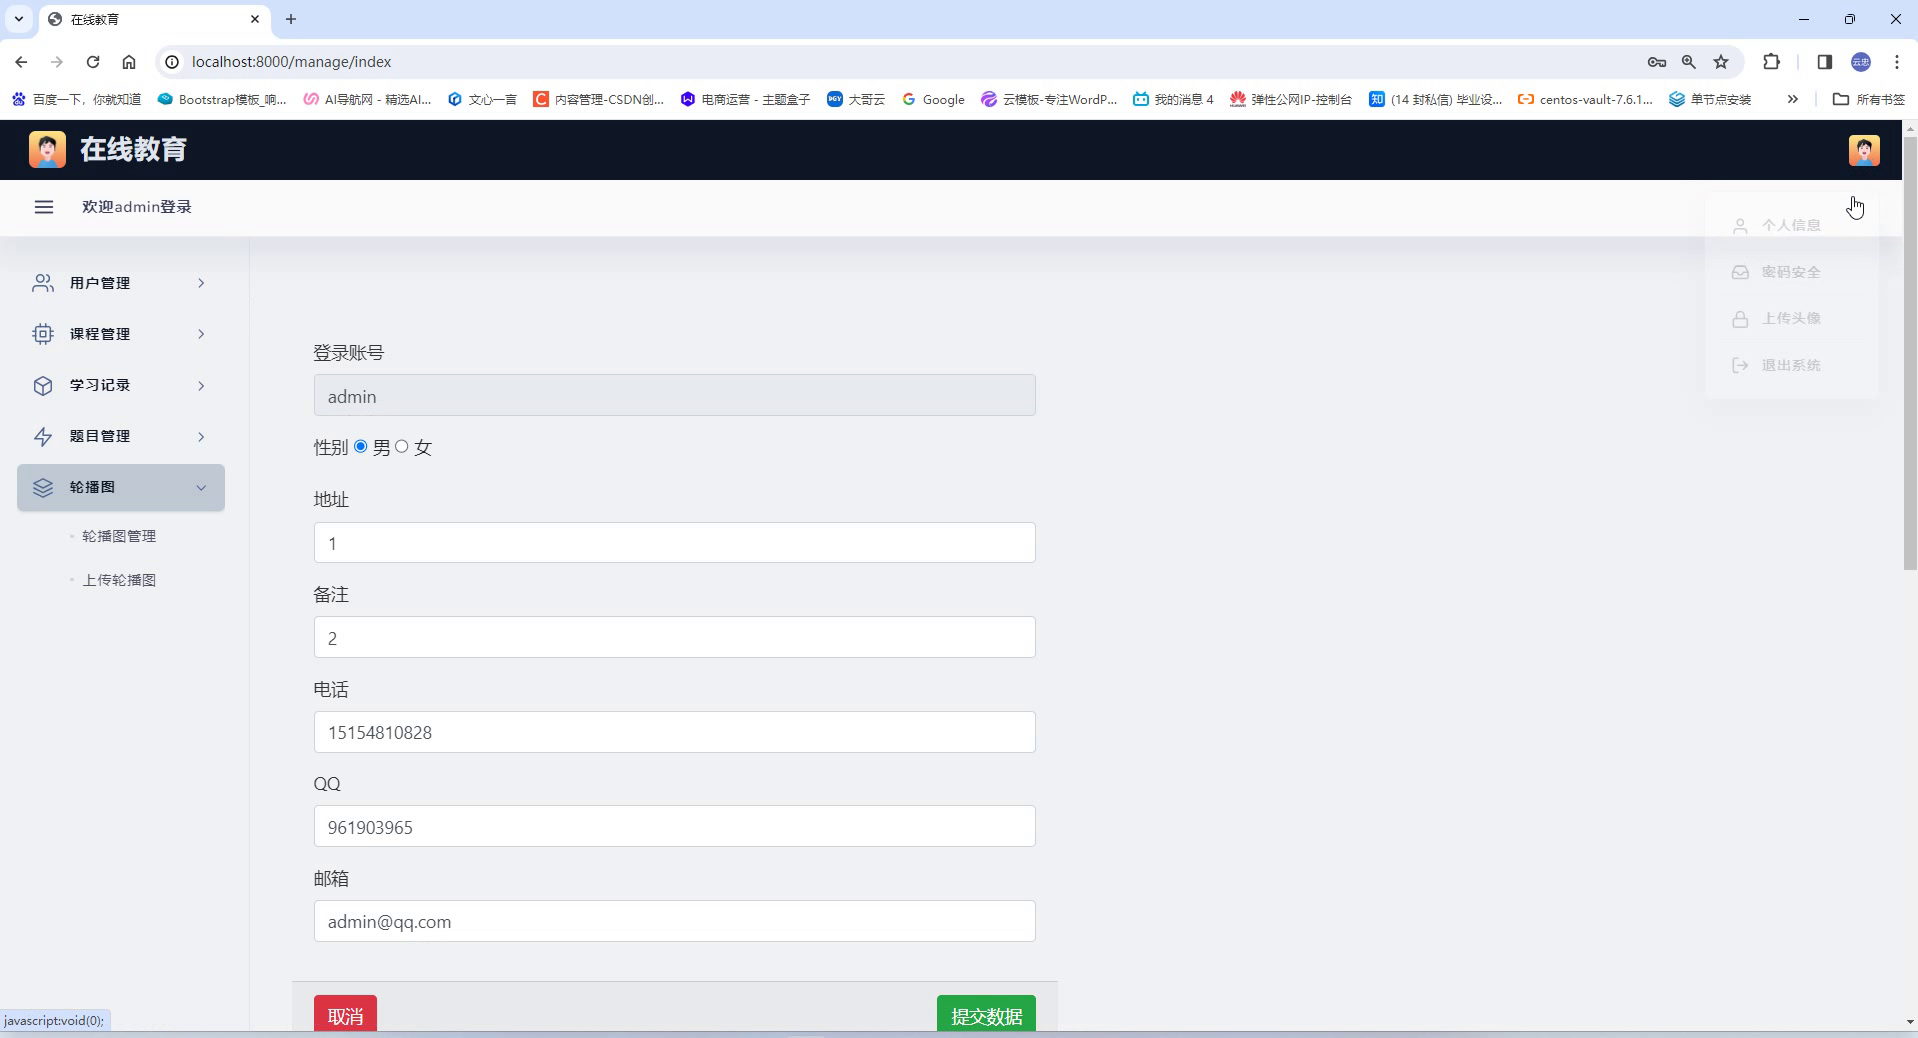 在线教育
localhost:8000/manage/index
百度一下，你就知道
Bootstrap模板_响...
AI导航网 - 精选AI...
文心一言
内容管理-CSDN创...
电商运营 - 主题盒子
大哥云
Google
云模板-专注WordP...
我的消息 4
弹性公网IP-控制台
(14 封私信) 毕业设...
centos-vault-7.6.1...
单节点安装
所有书签
在线教育
欢迎admin登录
个人信息
密码安全
上传头像
退出系统
用户管理
课程管理
学习记录
题目管理
轮播图
轮播图管理
上传轮播图
登录账号
admin
性别 男 女
地址
1
备注
2
电话
15154810828
QQ
961903965
邮箱
admin@qq.com
取消
提交数据
javascript:void(0);